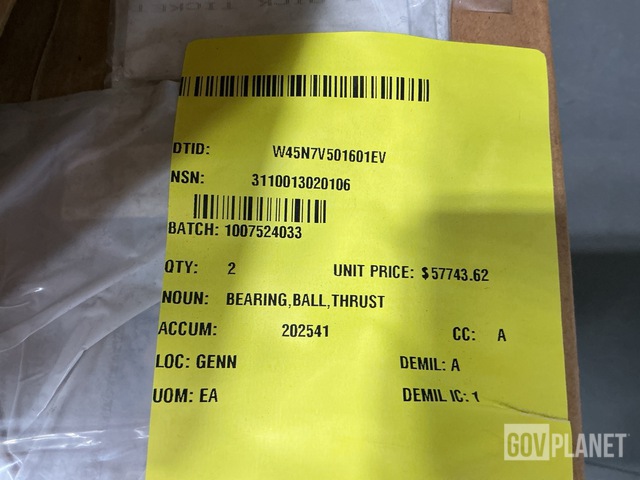 DTID: W45N7V501601EV
NSN: 3110013020106
BATCH: 1007524033
QTY: 2 UNIT PRICE: $57743.62
NOUN: BEARING,BALL,THRUST
ACCUM: 202541 CC: A
LOC: GENN DEMIL: A
UOM: EA DEMIL IC: 1
GOVPLANET